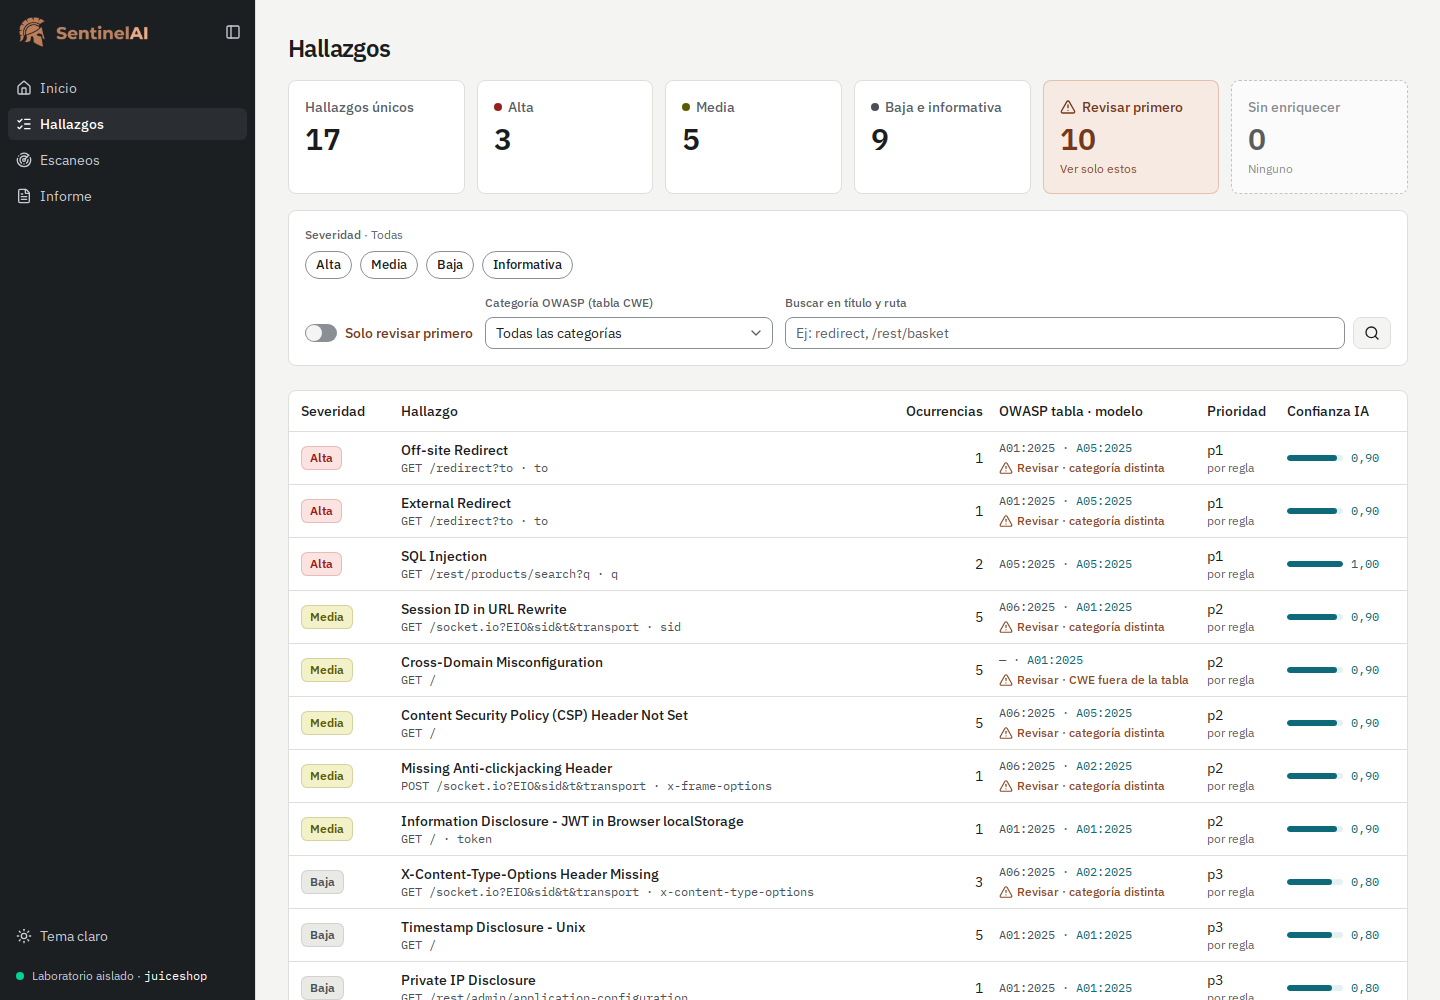 SentinelAI
Inicio
Hallazgos
Escaneos
Informe
Tema claro
Laboratorio aislado · juiceshop
Hallazgos
Hallazgos únicos
17
Alta
3
Media
5
Baja e informativa
9
Revisar primero
10
Ver solo estos
Sin enriquecer
0
Ninguno
Severidad · Todas
Alta
Media
Baja
Informativa
Solo revisar primero
Categoría OWASP (tabla CWE)
Todas las categorías
Buscar en título y ruta
Ej: redirect, /rest/basket
Severidad Hallazgo Ocurrencias OWASP tabla · modelo Prioridad Confianza IA
Alta Off-site Redirect 1 A01:2025 · A05:2025 p1 0,90
GET /redirect?to · to Revisar · categoría distinta por regla
Alta External Redirect 1 A01:2025 · A05:2025 p1 0,90
GET /redirect?to · to Revisar · categoría distinta por regla
Alta SQL Injection 2 A05:2025 · A05:2025 p1 1,00
GET /rest/products/search?q · q por regla
Media Session ID in URL Rewrite 5 A06:2025 · A01:2025 p2 0,90
GET /socket.io?EIO&sid&t&transport · sid Revisar · categoría distinta por regla
Media Cross-Domain Misconfiguration 5 — · A01:2025 p2 0,90
GET / Revisar · CWE fuera de la tabla por regla
Media Content Security Policy (CSP) Header Not Set 5 A06:2025 · A05:2025 p2 0,90
GET / Revisar · categoría distinta por regla
Media Missing Anti-clickjacking Header 1 A06:2025 · A02:2025 p2 0,90
POST /socket.io?EIO&sid&t&transport · x-frame-options Revisar · categoría distinta por regla
Media Information Disclosure - JWT in Browser localStorage 1 A01:2025 · A01:2025 p2 0,90
GET / · token por regla
Baja X-Content-Type-Options Header Missing 3 A06:2025 · A02:2025 p3 0,80
GET /socket.io?EIO&sid&t&transport · x-content-type-options Revisar · categoría distinta por regla
Baja Timestamp Disclosure - Unix 5 A01:2025 · A01:2025 p3 0,80
GET / por regla
Baja Private IP Disclosure 1 A01:2025 · A01:2025 p3 0,80
GET /rest/admin/application-configuration por regla